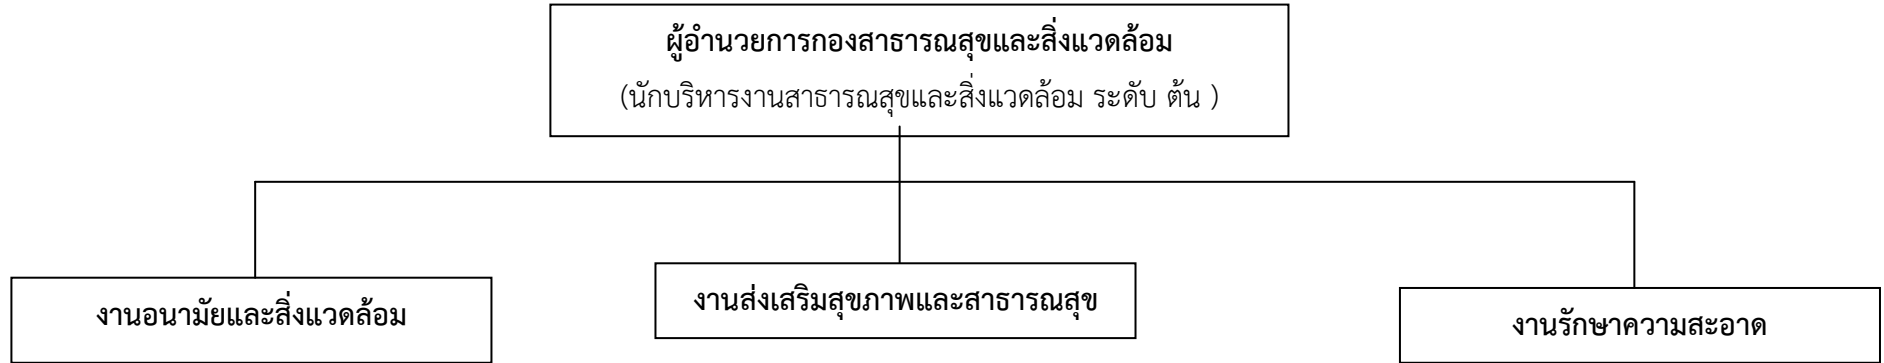 ผู้อำนวยการกองสาธารณสุขและสิ่งแวดล้อม
(นักบริหารงานสาธารณสุขและสิ่งแวดล้อม ระดับ ต้น )
งานอนามัยและสิ่งแวดล้อม
งานส่งเสริมสุขภาพและสาธารณสุข
งานรักษาความสะอาด